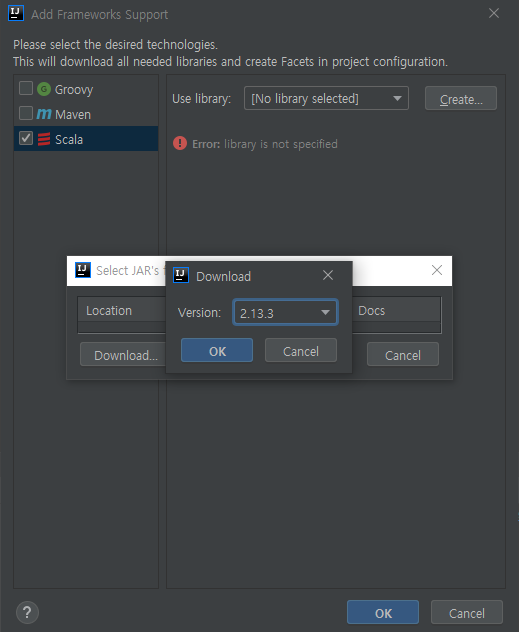 Add Frameworks Support
Please select the desired technologies.
This will download all needed libraries and create Facets in project configuration.
Groovy
Maven
Scala
Use library:
[No library selected]
Create...
Error: library is not specified
Select JAR's
Download
Version:
2.13.3
OK
Cancel
Location
Docs
Download...
Cancel
OK
Cancel